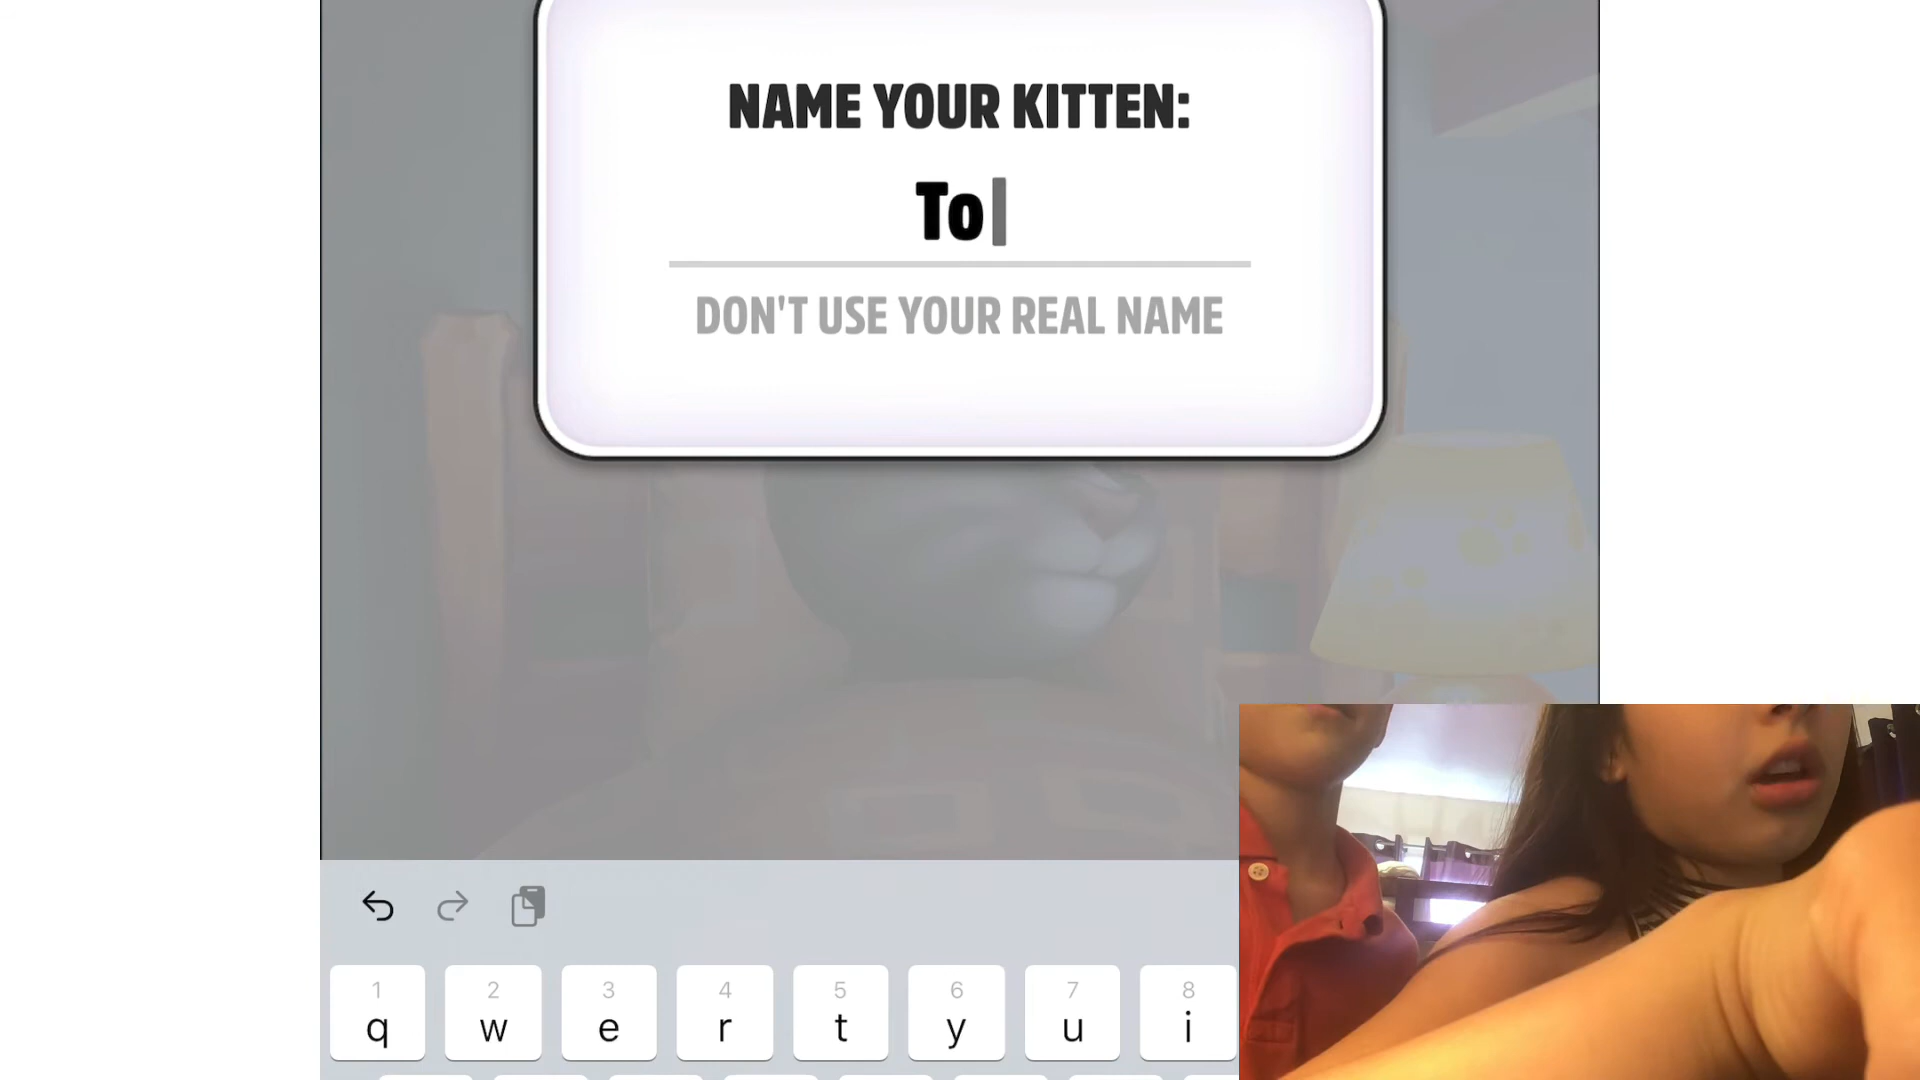 NAME YOUR KITTEN:
To
DON'T USE YOUR REAL NAME
1 2 3 4 5 6 7 8
q w e r t y u i